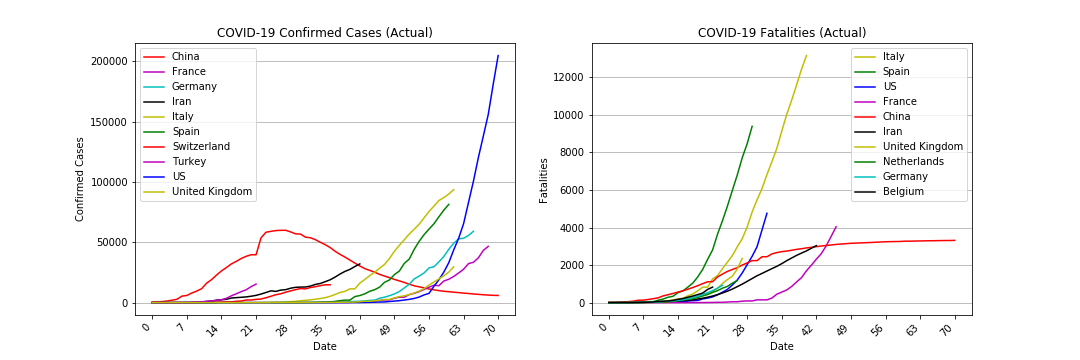 COVID-19 Confirmed Cases (Actual)
Confirmed Cases
200000
150000
100000
50000
0
China
France
Germany
Iran
Italy
Spain
Switzerland
Turkey
US
United Kingdom
0 7 14 21 28 35 42 49 56 63 70
Date
COVID-19 Fatalities (Actual)
Fatalities
12000
10000
8000
6000
4000
2000
0
Italy
Spain
US
France
China
Iran
United Kingdom
Netherlands
Germany
Belgium
0 7 14 21 28 35 42 49 56 63 70
Date